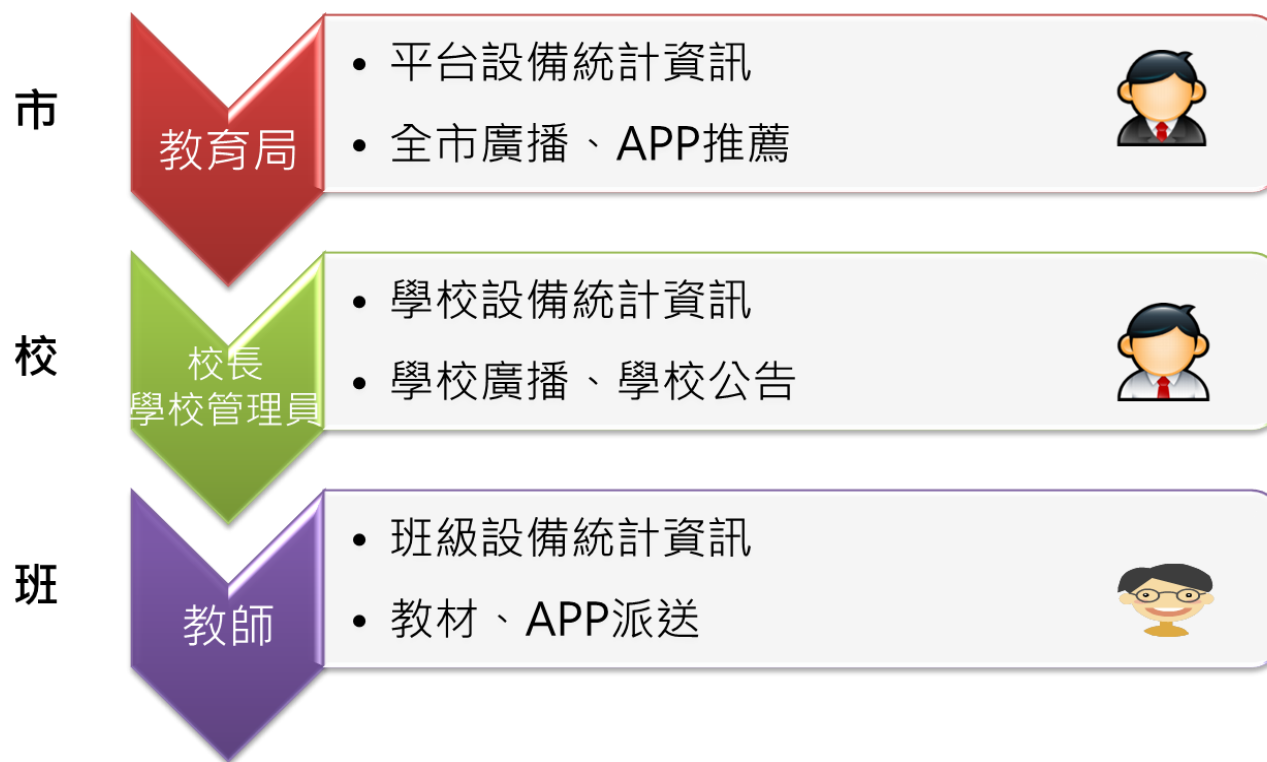 市
教育局
• 平台設備統計資訊
• 全市廣播、APP推薦
校
校長
學校管理員
• 學校設備統計資訊
• 學校廣播、學校公告
班
教師
• 班級設備統計資訊
• 教材、APP派送